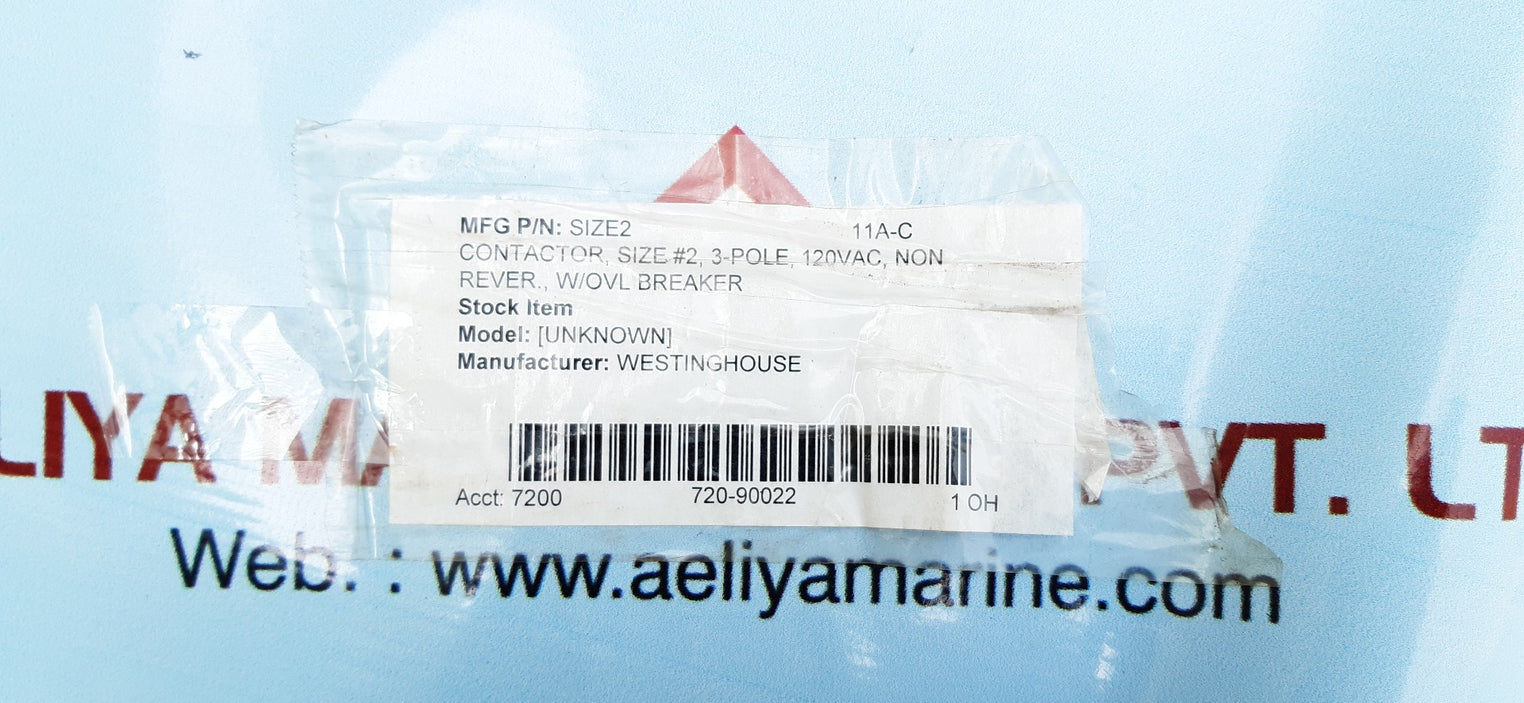 MFG P/N: SIZE2 11A-C
CONTACTOR, SIZE #2, 3-POLE, 120VAC, NON
REVER., W/OVL BREAKER
Stock Item
Model: [UNKNOWN]
Manufacturer: WESTINGHOUSE
Acct: 7200 720-90022 1 OH
LIYA MA PVT. LT
Web. : www.aeliyamarine.com